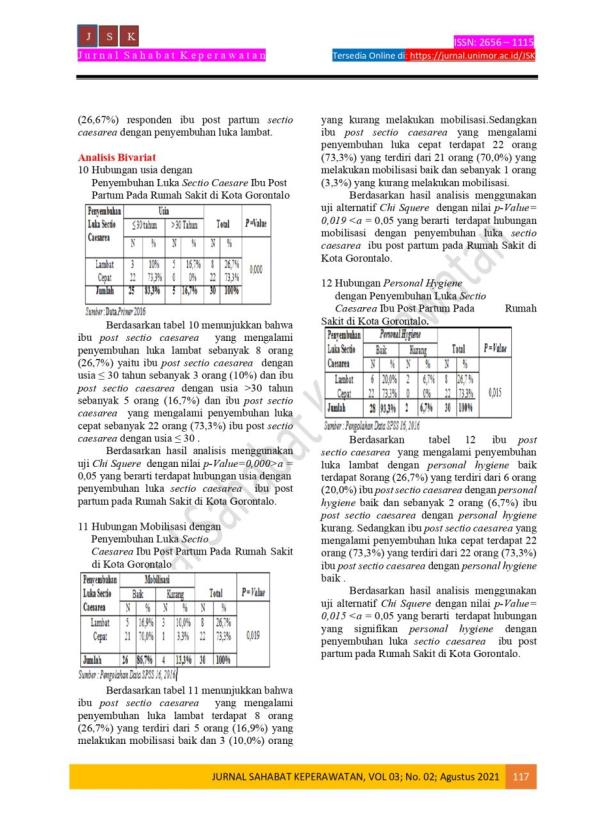 J S K
Jurnal Sahabat Keperawatan
ISSN: 2656 – 1115
Tersedia Online di: https://jurnal.unimor.ac.id/JSK
(26,67%) responden ibu post partum sectio
caesarea dengan penyembuhan luka lambat.
Analisis Bivariat
10 Hubungan usia dengan
Penyembuhan Luka Sectio Caesare Ibu Post
Partum Pada Rumah Sakit di Kota Gorontalo
Penyembuhan Usia
Luka Sectio ≤30 tahun >30 Tahun Total P=Value
Caesarea
N % N % N %
Lambat 3 10% 5 16,7% 8 26,7% 0,000
Cepat 22 73,3% 0 0% 22 73,3%
Jumlah 25 83,3% 5 16,7% 30 100%
Sumber : Data Primer 2016
Berdasarkan tabel 10 menunjukkan bahwa
ibu post sectio caesarea yang mengalami
penyembuhan luka lambat sebanyak 8 orang
(26,7%) yaitu ibu post sectio caesarea dengan
usia ≤ 30 tahun sebanyak 3 orang (10%) dan ibu
post sectio caesarea dengan usia >30 tahun
sebanyak 5 orang (16,7%) dan ibu post sectio
caesarea yang mengalami penyembuhan luka
cepat sebanyak 22 orang (73,3%) ibu post sectio
caesarea dengan usia ≤ 30 .
Berdasarkan hasil analisis menggunakan
uji Chi Squere dengan nilai p-Value=0,000>a =
0,05 yang berarti terdapat hubungan usia dengan
penyembuhan luka sectio caesarea ibu post
partum pada Rumah Sakit di Kota Gorontalo.
11 Hubungan Mobilisasi dengan
Penyembuhan Luka Sectio
Caesarea Ibu Post Partum Pada Rumah Sakit
di Kota Gorontalo
Penyembuhan Mobilisasi
Luka Sectio Baik Kurang Total P=Value
Caesarea N % N % N %
Lambat 5 16,9% 3 10,0% 8 26,7%
Cepat 21 70,0% 1 3,3% 22 73,3% 0,019
Jumlah 26 86,7% 4 13,3% 30 100%
Sumber : Pengolahan Data SPSS 16, 2016
Berdasarkan tabel 11 menunjukkan bahwa
ibu post sectio caesarea yang mengalami
penyembuhan luka lambat terdapat 8 orang
(26,7%) yang terdiri dari 5 orang (16,9%) yang
melakukan mobilisasi baik dan 3 (10,0%) orang
yang kurang melakukan mobilisasi.Sedangkan
ibu post sectio caesarea yang mengalami
penyembuhan luka cepat terdapat 22 orang
(73,3%) yang terdiri dari 21 orang (70,0%) yang
melakukan mobilisasi baik dan sebanyak 1 orang
(3,3%) yang kurang melakukan mobilisasi.
Berdasarkan hasil analisis menggunakan
uji alternatif Chi Squere dengan nilai p-Value=
0,019 <a = 0,05 yang berarti terdapat hubungan
mobilisasi dengan penyembuhan luka sectio
caesarea ibu post partum pada Rumah Sakit di
Kota Gorontalo.
12 Hubungan Personal Hygiene
dengan Penyembuhan Luka Sectio
Caesarea Ibu Post Partum Pada Rumah
Sakit di Kota Gorontalo.
Penyembuhan Personal Hygiene
Luka Sectio Baik Kurang Total P=Value
Caesarea N % N % N %
Lambat 6 20,0% 2 6,7% 8 26,7%
Cepat 22 73,3% 0 0% 22 73,3% 0,015
Jumlah 28 93,3% 2 6,7% 30 100%
Sumber : Pengolahan Data SPSS 16, 2016
Berdasarkan tabel 12 ibu post
sectio caesarea yang mengalami penyembuhan
luka lambat dengan personal hygiene baik
terdapat 8orang (26,7%) yang terdiri dari 6 orang
(20,0%) ibu post sectio caesarea dengan personal
hygiene baik dan sebanyak 2 orang (6,7%) ibu
post sectio caesarea dengan personal hygiene
kurang. Sedangkan ibu post sectio caesarea yang
mengalami penyembuhan luka cepat terdapat 22
orang (73,3%) yang terdiri 22 orang (73,3%)
ibu post sectio caesarea dengan personal hygiene
baik .
Berdasarkan hasil analisis menggunakan
uji alternatif Chi Squere dengan nilai p-Value=
0,015 <a = 0,05 yang berarti terdapat hubungan
yang signifikan personal hygiene dengan
penyembuhan luka sectio caesarea ibu post
partum pada Rumah Sakit di Kota Gorontalo.
JURNAL SAHABAT KEPERAWATAN, VOL 03; No. 02; Agustus 2021 117